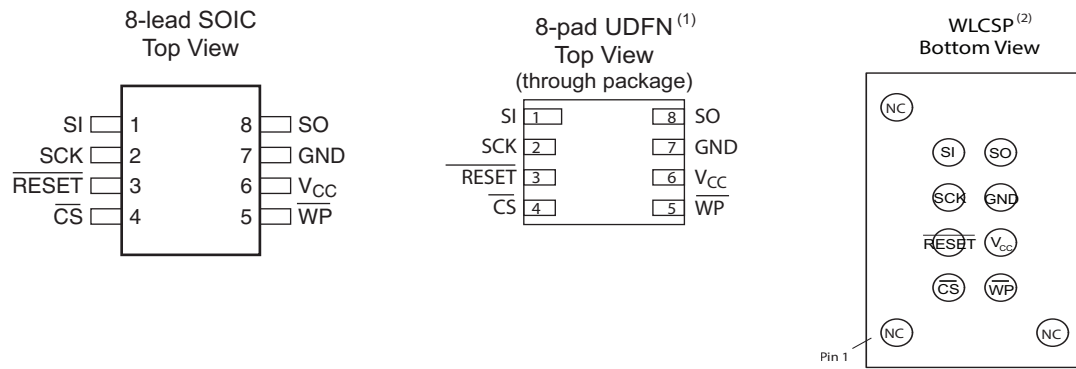 8-lead SOIC
Top View
SI 1 8 SO
SCK 2 7 GND
RESET 3 6 VCC
CS 4 5 WP
8-pad UDFN (1)
Top View
(through package)
SI 1 8 SO
SCK 2 7 GND
RESET 3 6 VCC
CS 4 5 WP
WLCSP (2)
Bottom View
NC
SI SO
SCK GND
RESET VCC
CS WP
NC NC
Pin 1